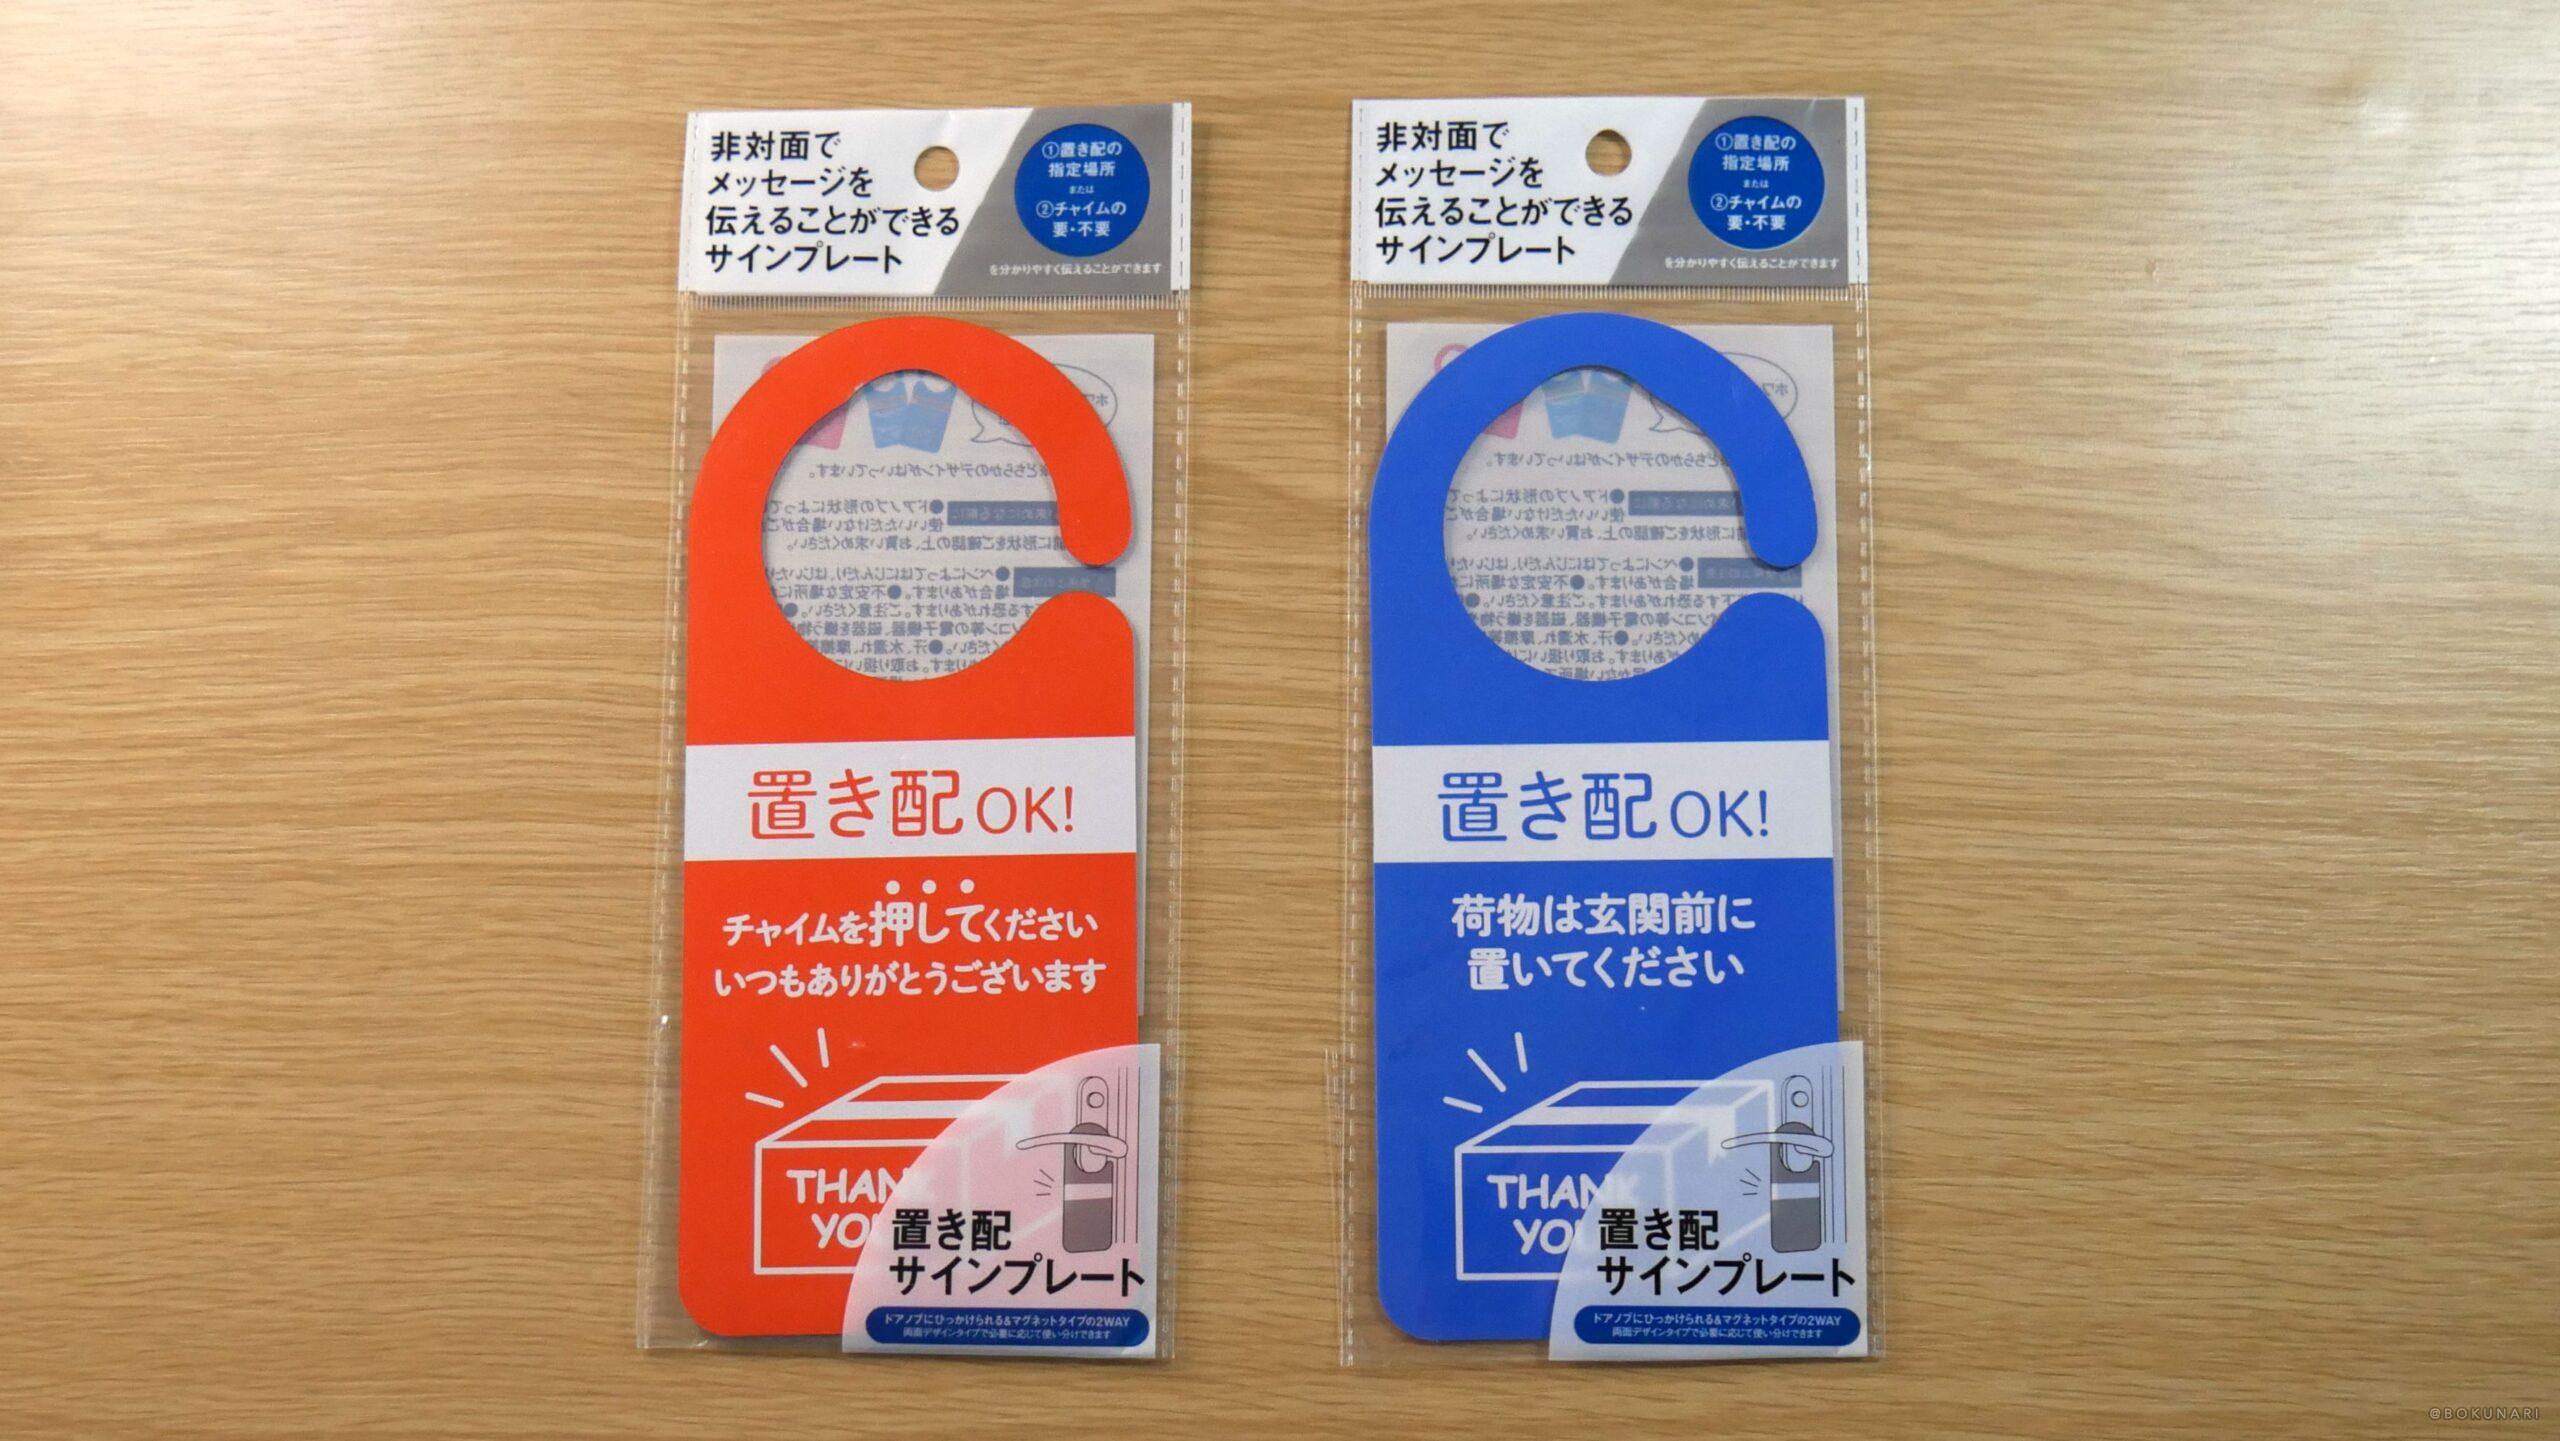 非対面で
メッセージを
伝えることができる
サインプレート
①置き配の
指定場所
または
②チャイムの
要・不要
を分かりやすく伝えることができます
置き配OK!
チャイムを押してください
いつもありがとうございます
THANK
YOU
置き配
サインプレート
ドアノブにひっかけられる&マグネットタイプの2WAY
両面デザインタイプで必要に応じて使い分けできます
非対面で
メッセージを
伝えることができる
サインプレート
①置き配の
指定場所
または
②チャイムの
要・不要
を分かりやすく伝えることができます
置き配OK!
荷物は玄関前に
置いてください
THANK
YOU
置き配
サインプレート
ドアノブにひっかけられる&マグネットタイプの2WAY
両面デザインタイプで必要に応じて使い分けできます
@BOKUNARI